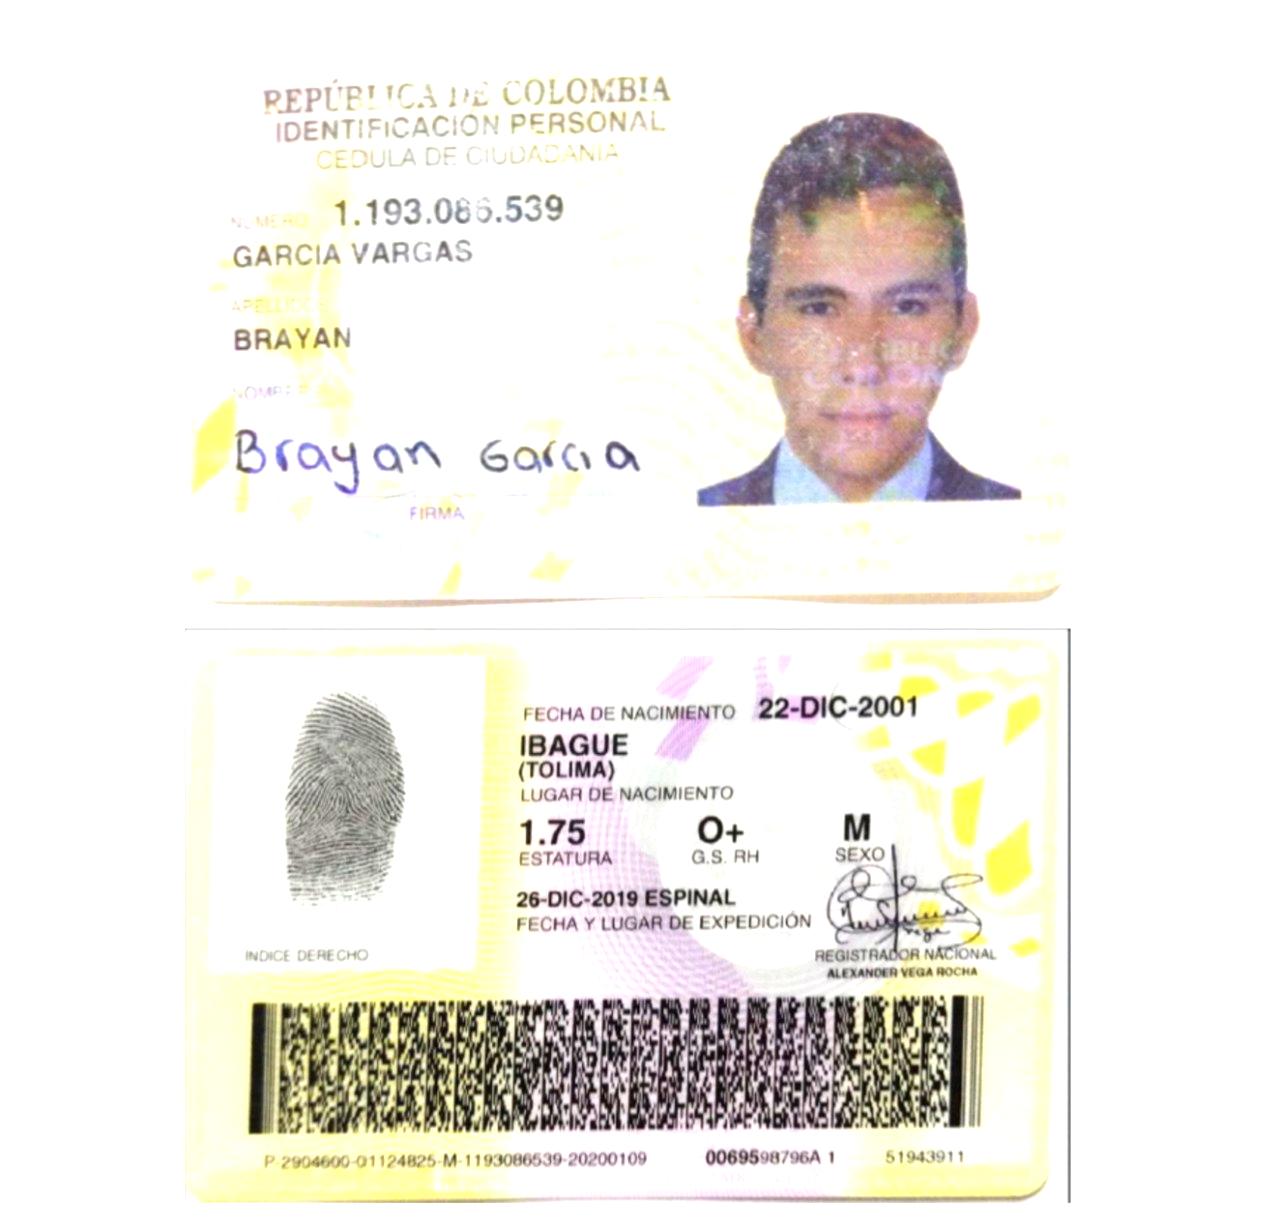 REPÚBLICA DE COLOMBIA
IDENTIFICACION PERSONAL
CEDULA DE CIUDADANIA
NUMERO 1.193.086.539
GARCIA VARGAS
APELLIDOS
BRAYAN
NOMBRES
Brayan Garcia
FIRMA
FECHA DE NACIMIENTO 22-DIC-2001
IBAGUE
(TOLIMA)
LUGAR DE NACIMIENTO
1.75 O+ M
ESTATURA G.S. RH SEXO
26-DIC-2019 ESPINAL
FECHA Y LUGAR DE EXPEDICIÓN
INDICE DERECHO
REGISTRADOR NACIONAL
ALEXANDER VEGA ROCHA
P-2904600-01124825-M-1193086539-20200109 0069598796A 1 51943911